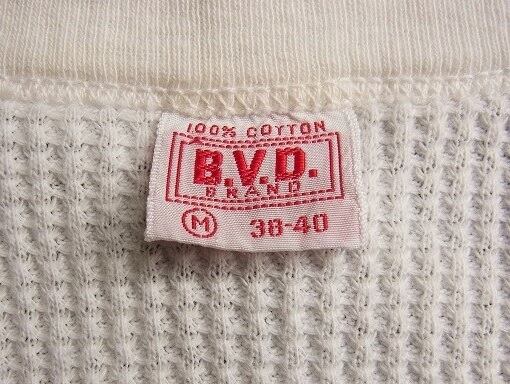 100% COTTON
B.V.D.
BRAND
M 38-40